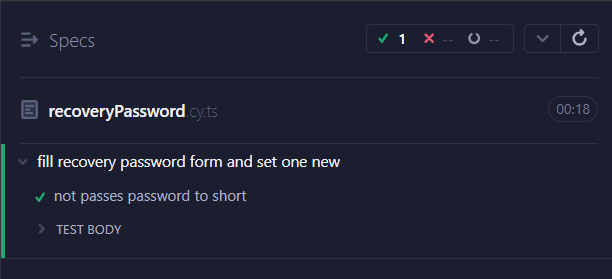 Specs 1 -- --
recoveryPassword.cy.ts 00:18
fill recovery password form and set one new
not passes password to short
TEST BODY